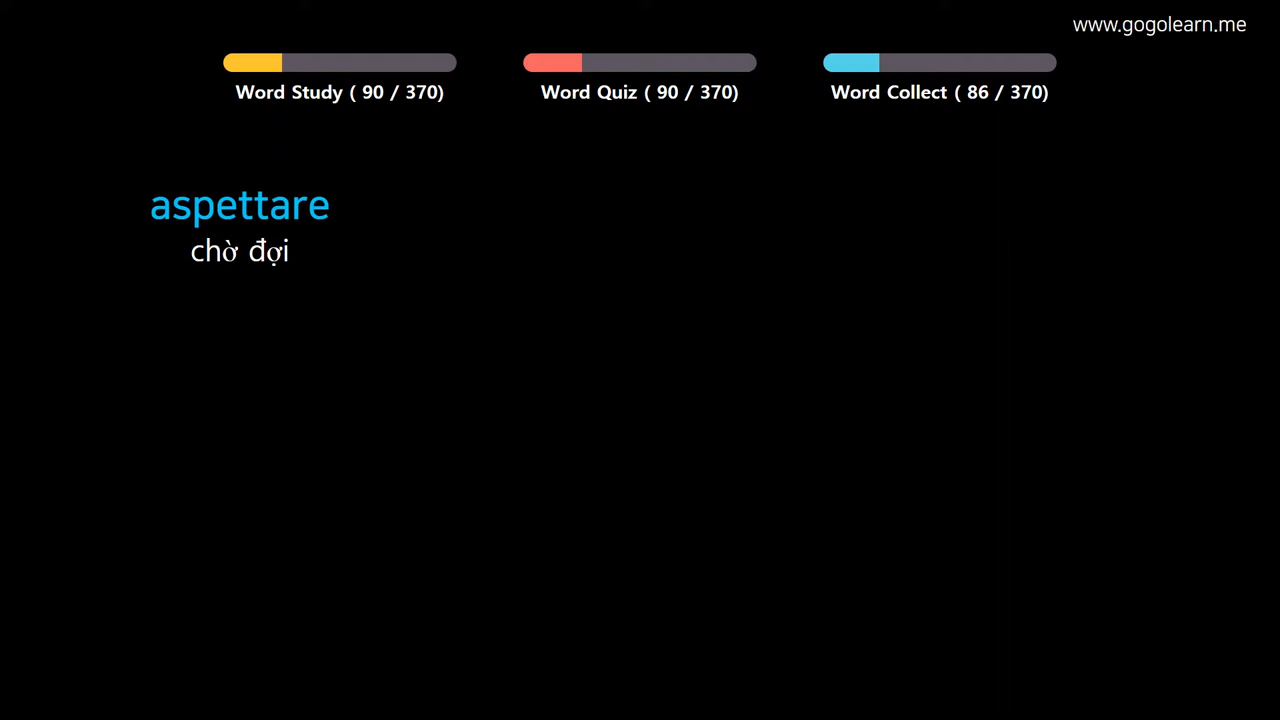 www.gogolearn.me
Word Study ( 90 / 370)
Word Quiz ( 90 / 370)
Word Collect ( 86 / 370)
aspettare
chờ đợi